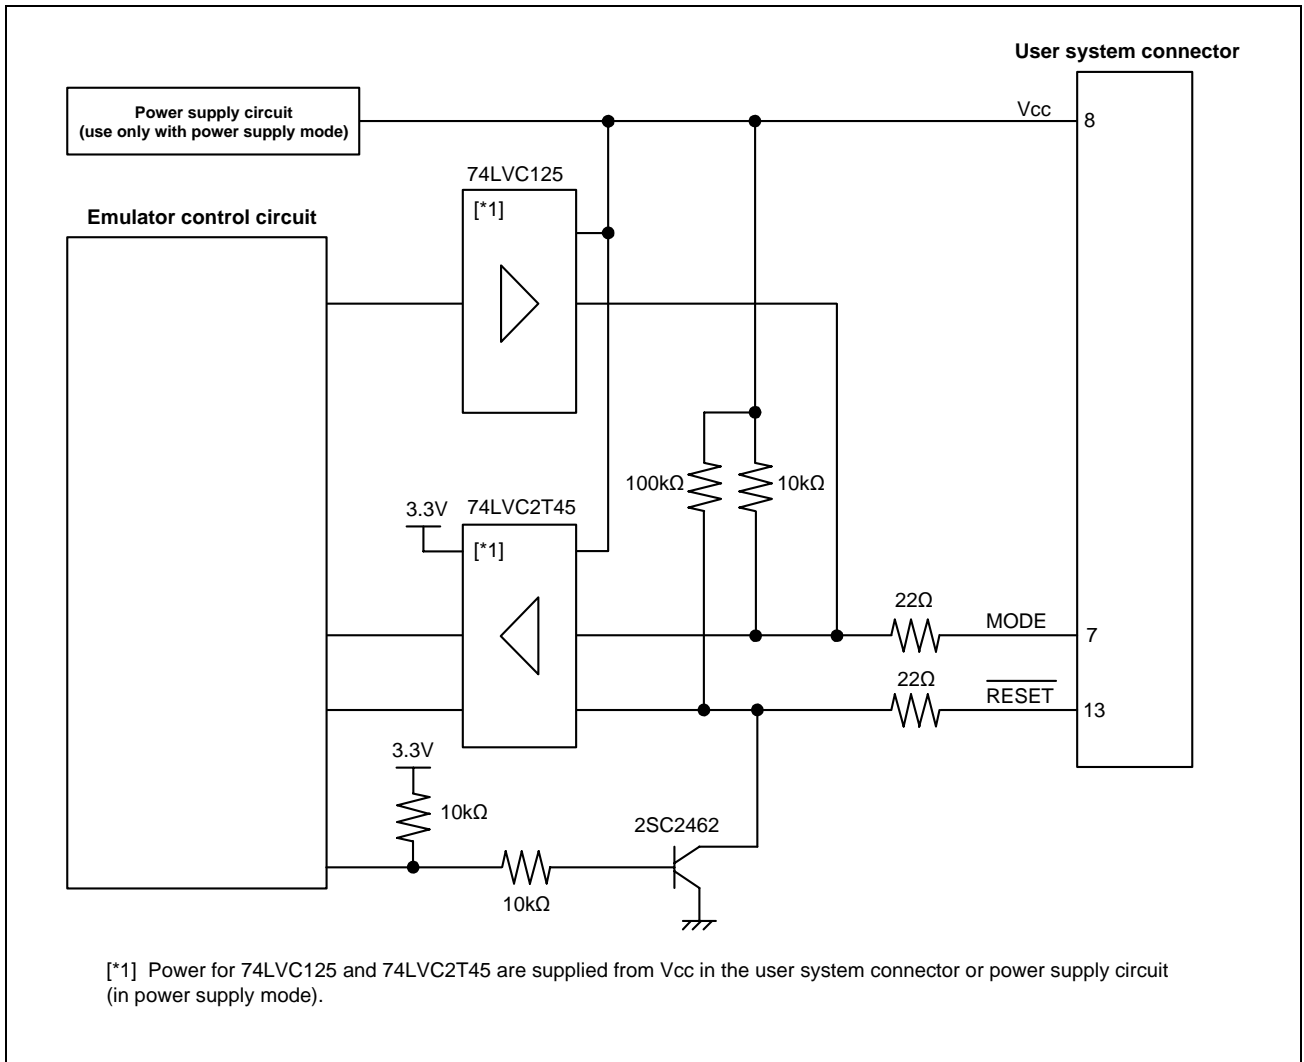 User system connector
Power supply circuit
(use only with power supply mode)
Vcc
8
74LVC125
[*1]
Emulator control circuit
100kΩ
10kΩ
3.3V
74LVC2T45
[*1]
22Ω
MODE
7
22Ω
RESET
13
3.3V
10kΩ
2SC2462
10kΩ
[*1] Power for 74LVC125 and 74LVC2T45 are supplied from Vcc in the user system connector or power supply circuit
(in power supply mode).